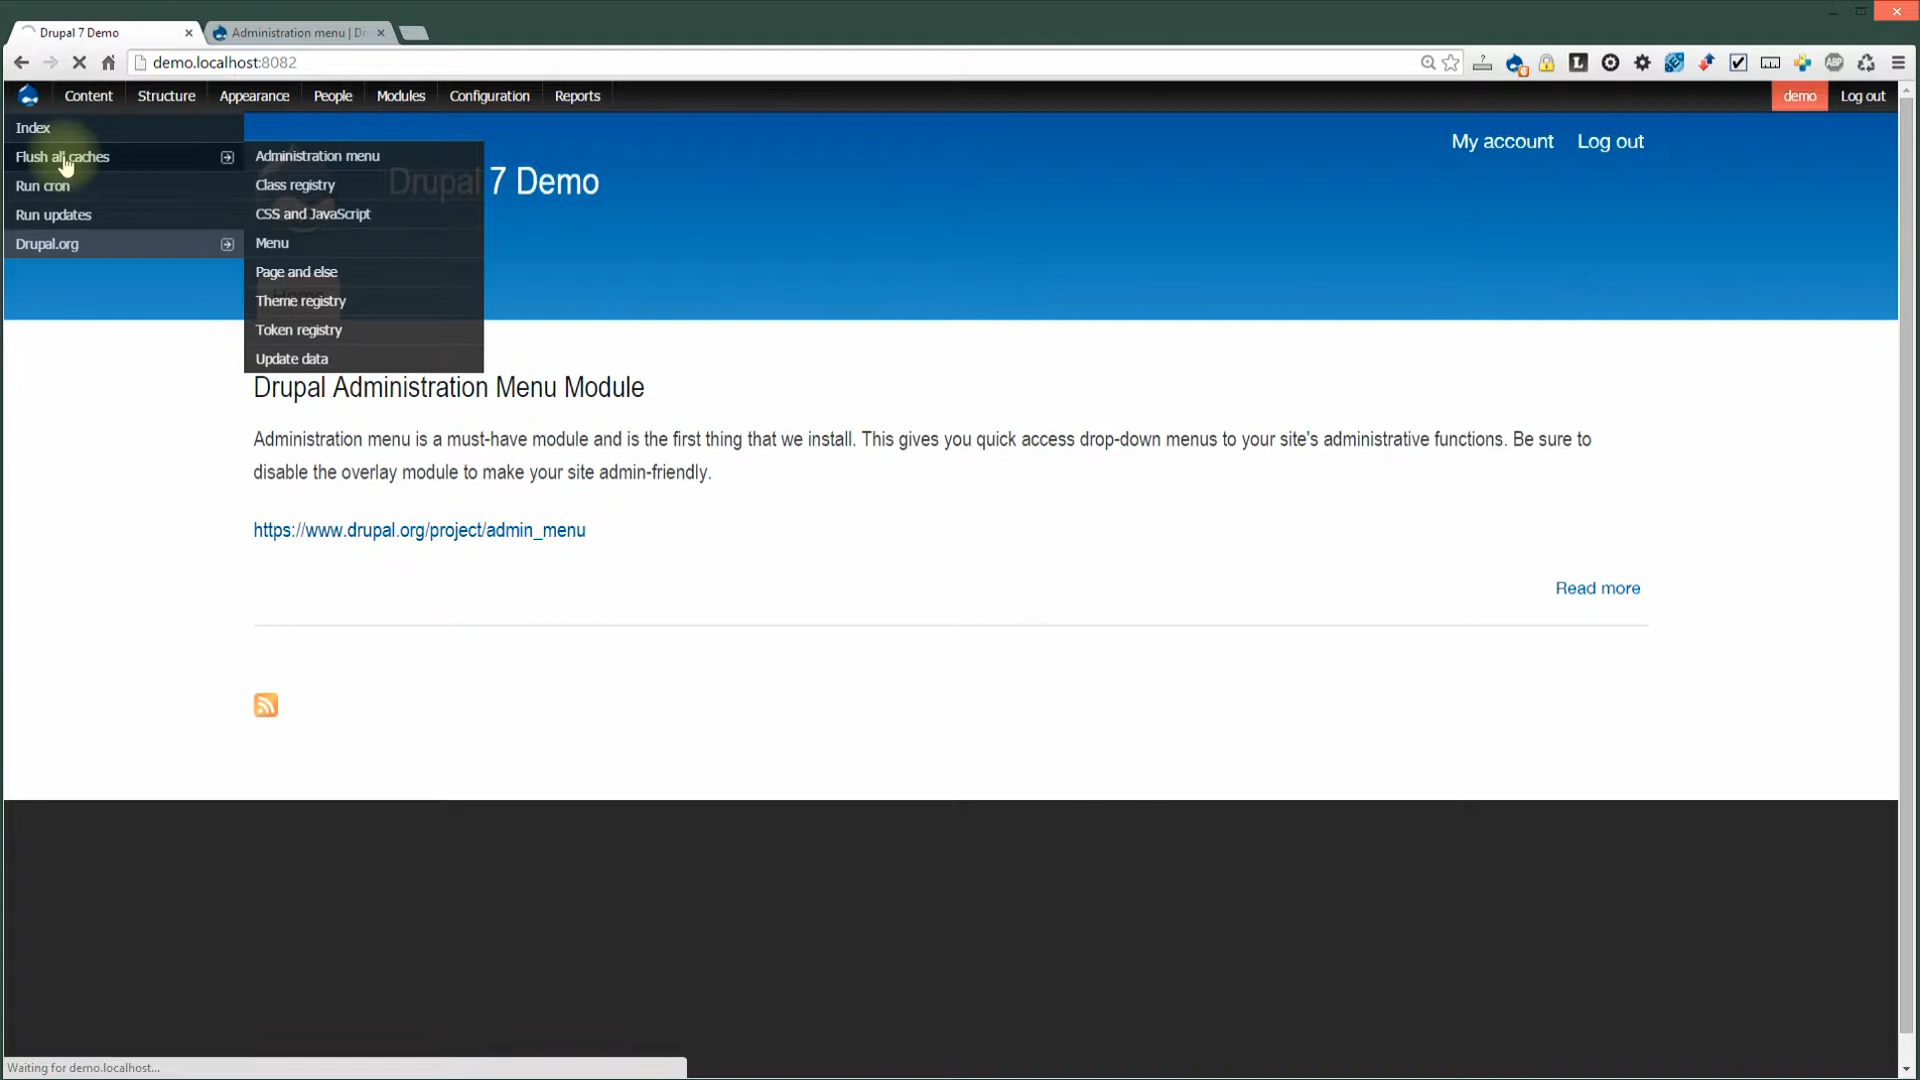 Drupal 7 Demo
Administration menu | Dr
demo.localhost:8082
Content Structure Appearance People Modules Configuration Reports demo Log out
Index
Flush all caches
Run cron
Run updates
Drupal.org
Administration menu
Class registry
CSS and JavaScript
Menu
Page and else
Theme registry
Token registry
Update data
My account Log out
Drupal 7 Demo
Home
Drupal Administration Menu Module
Administration menu is a must-have module and is the first thing that we install. This gives you quick access drop-down menus to your site's administrative functions. Be sure to
disable the overlay module to make your site admin-friendly.
https://www.drupal.org/project/admin_menu
Read more
Waiting for demo.localhost...